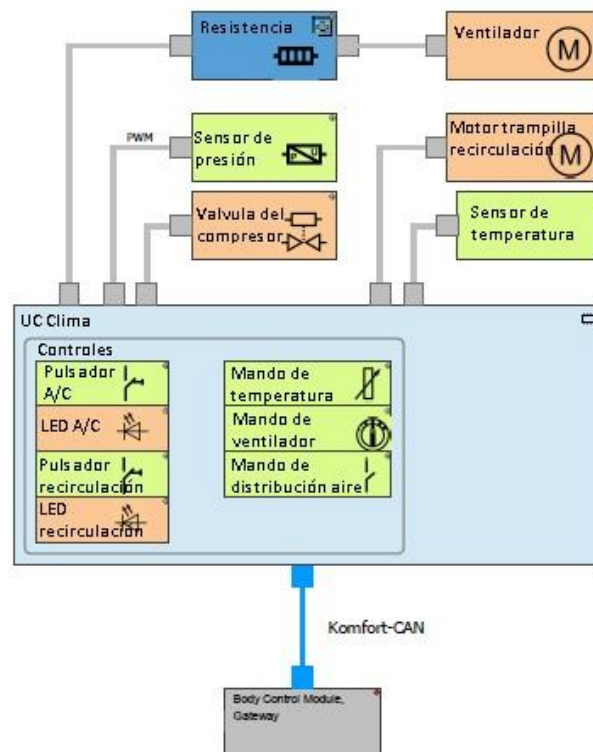 Resistencia
Ventilador
M
PWM
Sensor de
presión
P
U
Motor trampilla
recirculación
M
Valvula del
compresor
Sensor de
temperatura
UC Clima
Controles
Pulsador
A/C
LED A/C
Pulsador
recirculación
LED
recirculación
Mando de
temperatura
Mando de
ventilador
Mando de
distribución aire
Komfort-CAN
Body Control Module,
Gateway